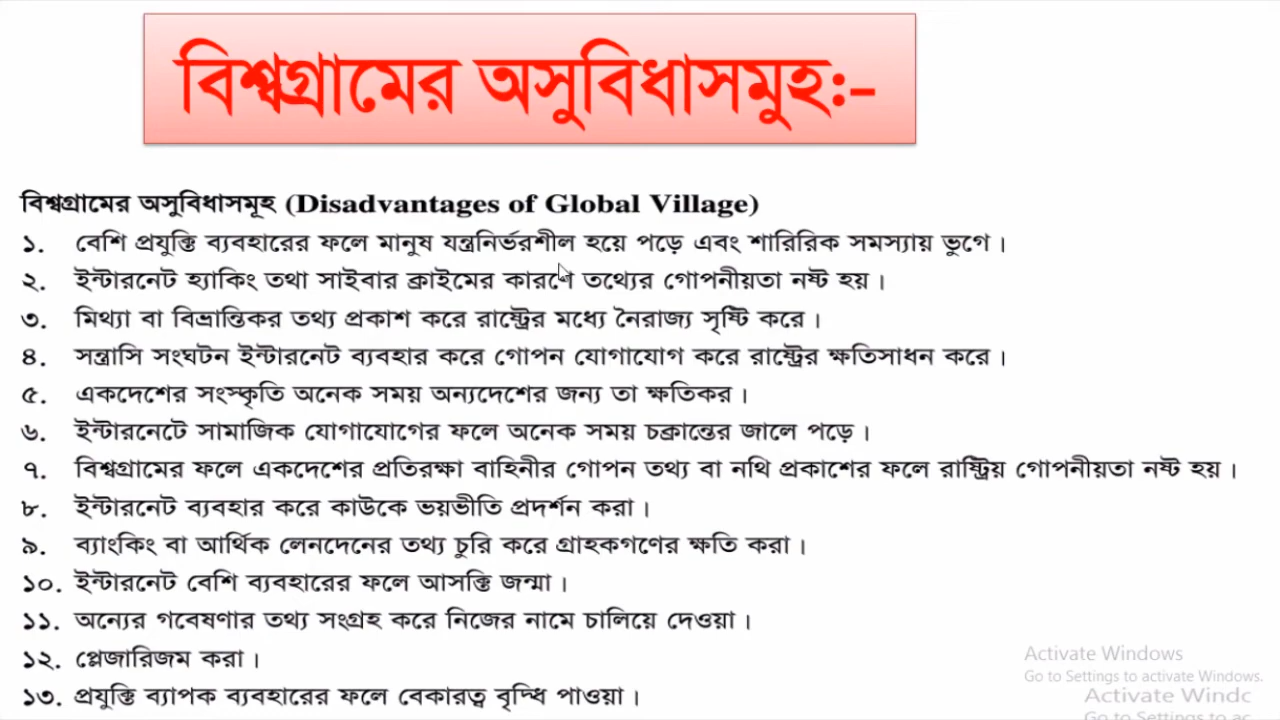 বিশ্বগ্রামের অসুবিধাসমুহ:-
বিশ্বগ্রামের অসুবিধাসমূহ (Disadvantages of Global Village)
১. বেশি প্রযুক্তি ব্যবহারের ফলে মানুষ যন্ত্রনির্ভরশীল হয়ে পড়ে এবং শারিরিক সমস্যায় ভুগে।
২. ইন্টারনেট হ্যাকিং তথা সাইবার ক্রাইমের কারণে তথ্যের গোপনীয়তা নষ্ট হয়।
৩. মিথ্যা বা বিভ্রান্তিকর তথ্য প্রকাশ করে রাষ্ট্রের মধ্যে নৈরাজ্য সৃষ্টি করে।
৪. সন্ত্রাসি সংঘটন ইন্টারনেট ব্যবহার করে গোপন যোগাযোগ করে রাষ্ট্রের ক্ষতিসাধন করে।
৫. একদেশের সংস্কৃতি অনেক সময় অন্যদেশের জন্য তা ক্ষতিকর।
৬. ইন্টারনেটে সামাজিক যোগাযোগের ফলে অনেক সময় চক্রান্তের জালে পড়ে।
৭. বিশ্বগ্রামের ফলে একদেশের প্রতিরক্ষা বাহিনীর গোপন তথ্য বা নথি প্রকাশের ফলে রাষ্ট্রিয় গোপনীয়তা নষ্ট হয়।
৮. ইন্টারনেট ব্যবহার করে কাউকে ভয়ভীতি প্রদর্শন করা।
৯. ব্যাংকিং বা আর্থিক লেনদেনের তথ্য চুরি করে গ্রাহকগণের ক্ষতি করা।
১০. ইন্টারনেট বেশি ব্যবহারের ফলে আসক্তি জন্মা।
১১. অন্যের গবেষণার তথ্য সংগ্রহ করে নিজের নামে চালিয়ে দেওয়া।
১২. প্লেজারিজম করা।
১৩. প্রযুক্তি ব্যাপক ব্যবহারের ফলে বেকারত্ব বৃদ্ধি পাওয়া।
Activate Windows
Go to Settings to activate Windows.
Activate Windc
Go to Settings to ac